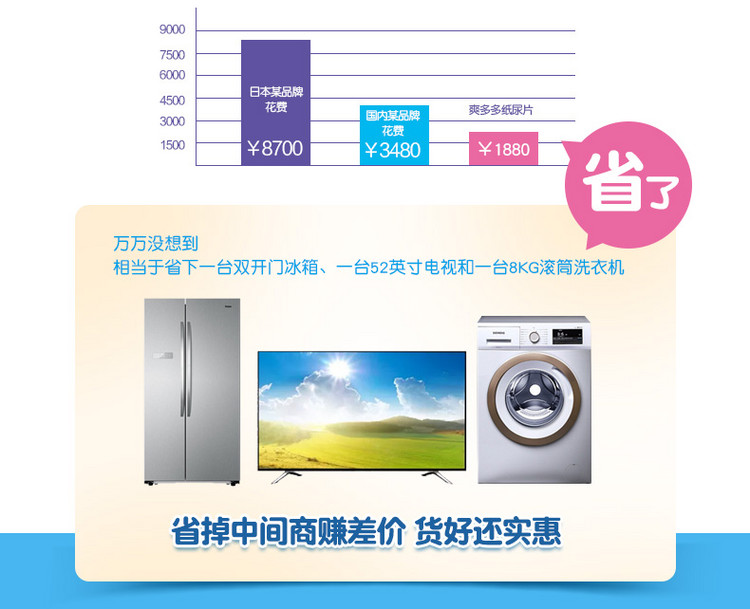 9000
7500
6000
4500
3000
1500
日本某品牌
花费
￥8700
国内某品牌
花费
￥3480
爽多多纸尿片
￥1880
省了
万万没想到
相当于省下一台双开门冰箱、一台52英寸电视和一台8KG滚筒洗衣机
省掉中间商赚差价 货好还实惠